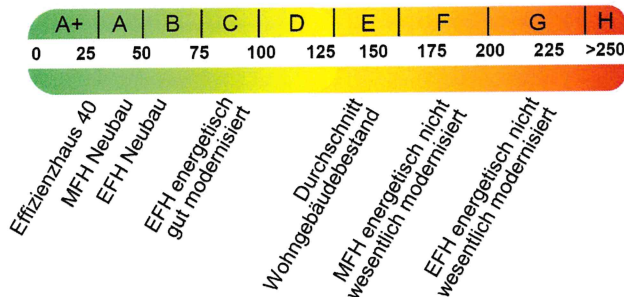 A+ A B C D E F G H
0 25 50 75 100 125 150 175 200 225 >250
Effizienzhaus 40
MFH Neubau
EFH Neubau
EFH energetisch
gut modernisiert
Durchschnitt
Wohngebäudebestand
MFH energetisch nicht
wesentlich modernisiert
EFH energetisch nicht
wesentlich modernisiert